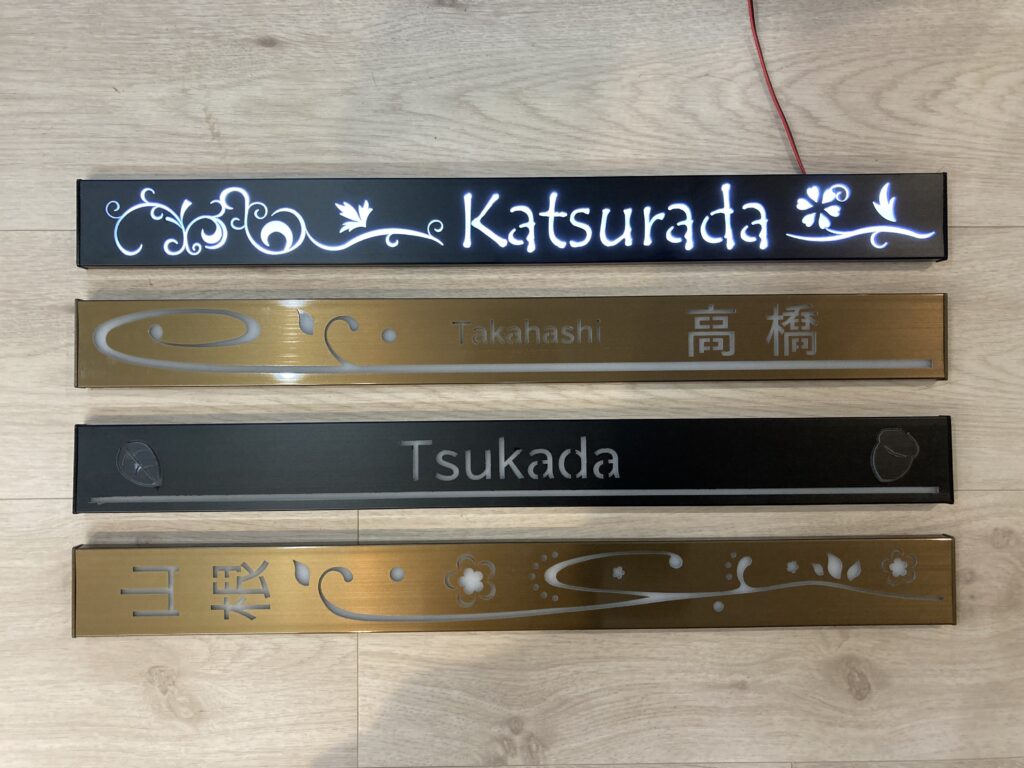 Katsurada
Takahashi 高橋
Tsukada
山根